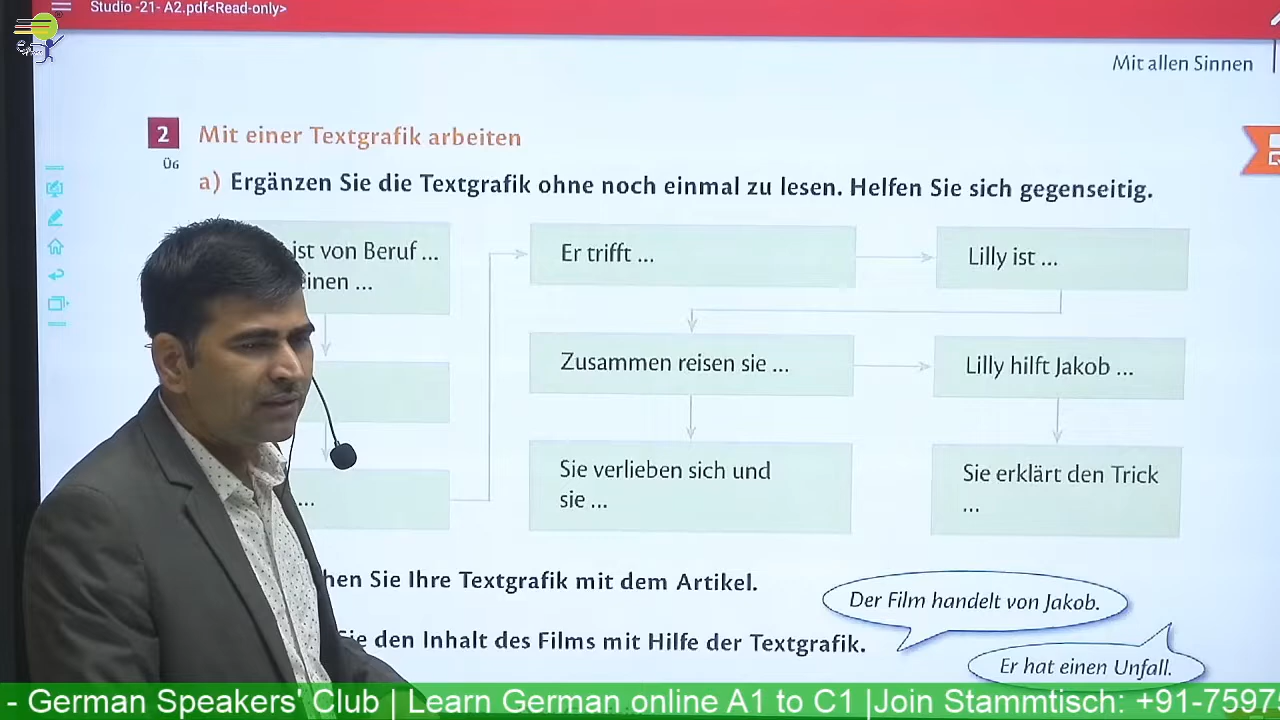 Studio -21- A2.pdf<Read-only>
Mit allen Sinnen
2 Mit einer Textgrafik arbeiten
Ü6
a) Ergänzen Sie die Textgrafik ohne noch einmal zu lesen. Helfen Sie sich gegenseitig.
ist von Beruf ...
einen ...
Er trifft ...
Lilly ist ...
Zusammen reisen sie ...
Lilly hilft Jakob ...
...
Sie verlieben sich und
sie ...
Sie erklärt den Trick
...
hen Sie Ihre Textgrafik mit dem Artikel.
Sie den Inhalt des Films mit Hilfe der Textgrafik.
Der Film handelt von Jakob.
Er hat einen Unfall.
- German Speakers' Club | Learn German online A1 to C1 |Join Stammtisch: +91-7597